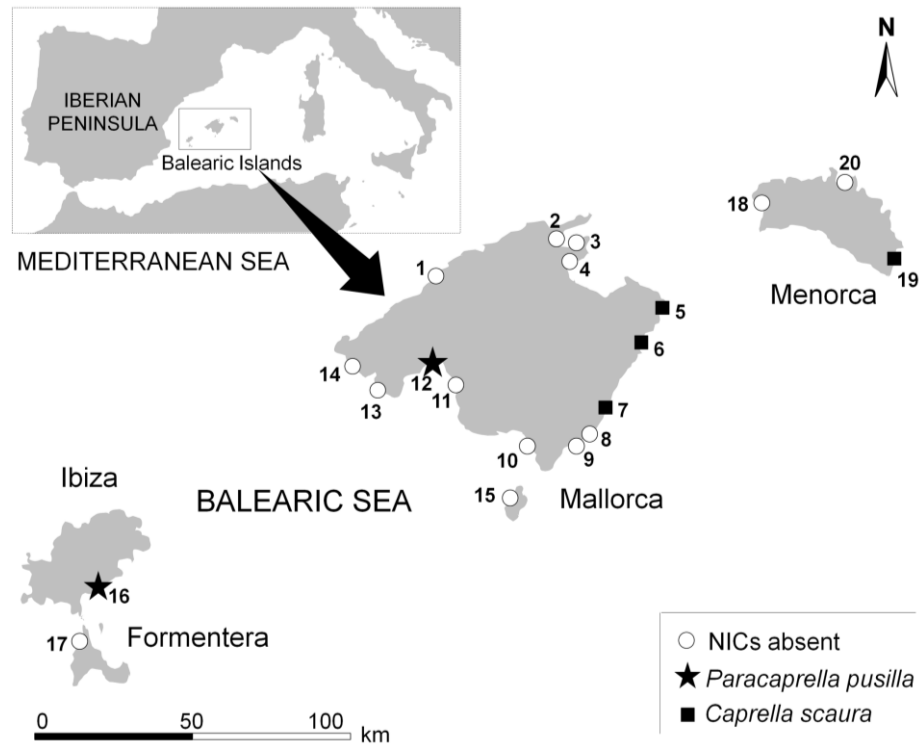 IBERIAN
PENINSULA
Balearic Islands
N
MEDITERRANEAN SEA
1
2
3
4
5
6
7
8
9
10
11
12
13
14
15
Mallorca
18
20
19
Menorca
Ibiza
BALEARIC SEA
16
17
Formentera
NICs absent
Paracaprella pusilla
Caprella scaura
0 50 100
km